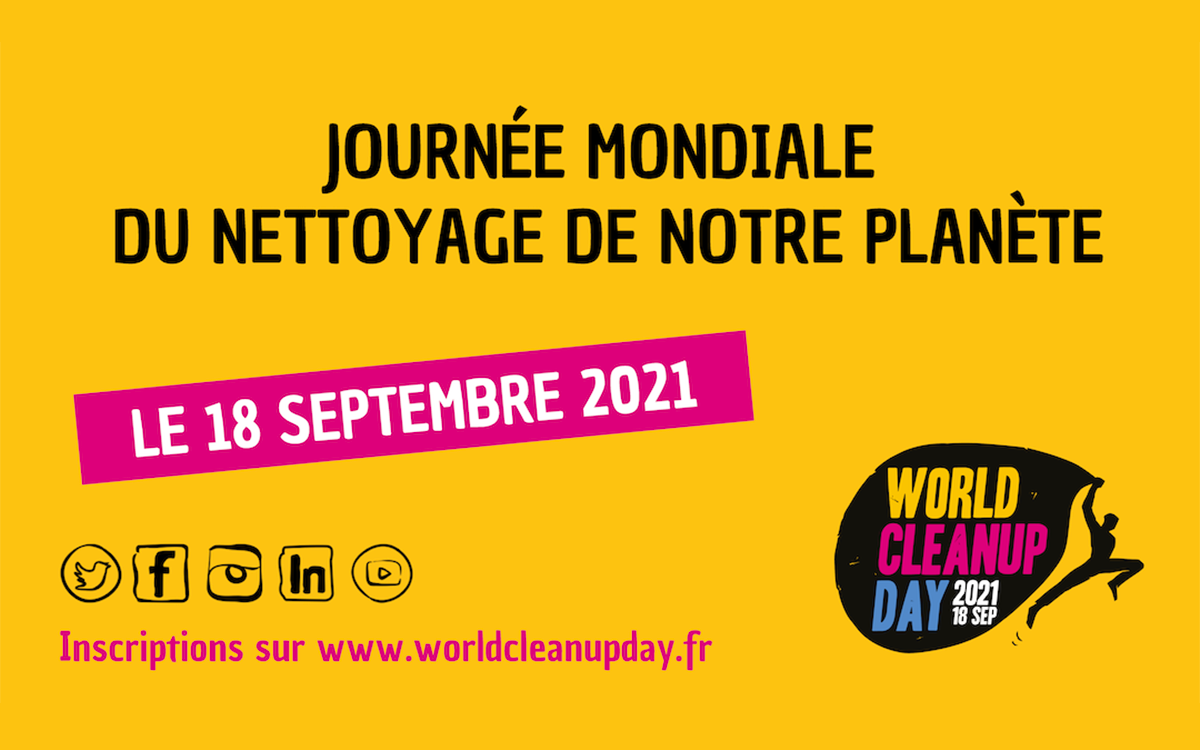 JOURNÉE MONDIALE
DU NETTOYAGE DE NOTRE PLANÈTE
LE 18 SEPTEMBRE 2021
f
In
Inscriptions sur www.worldcleanupday.fr
WORLD
CLEANUP
DAY 2021
18 SEP